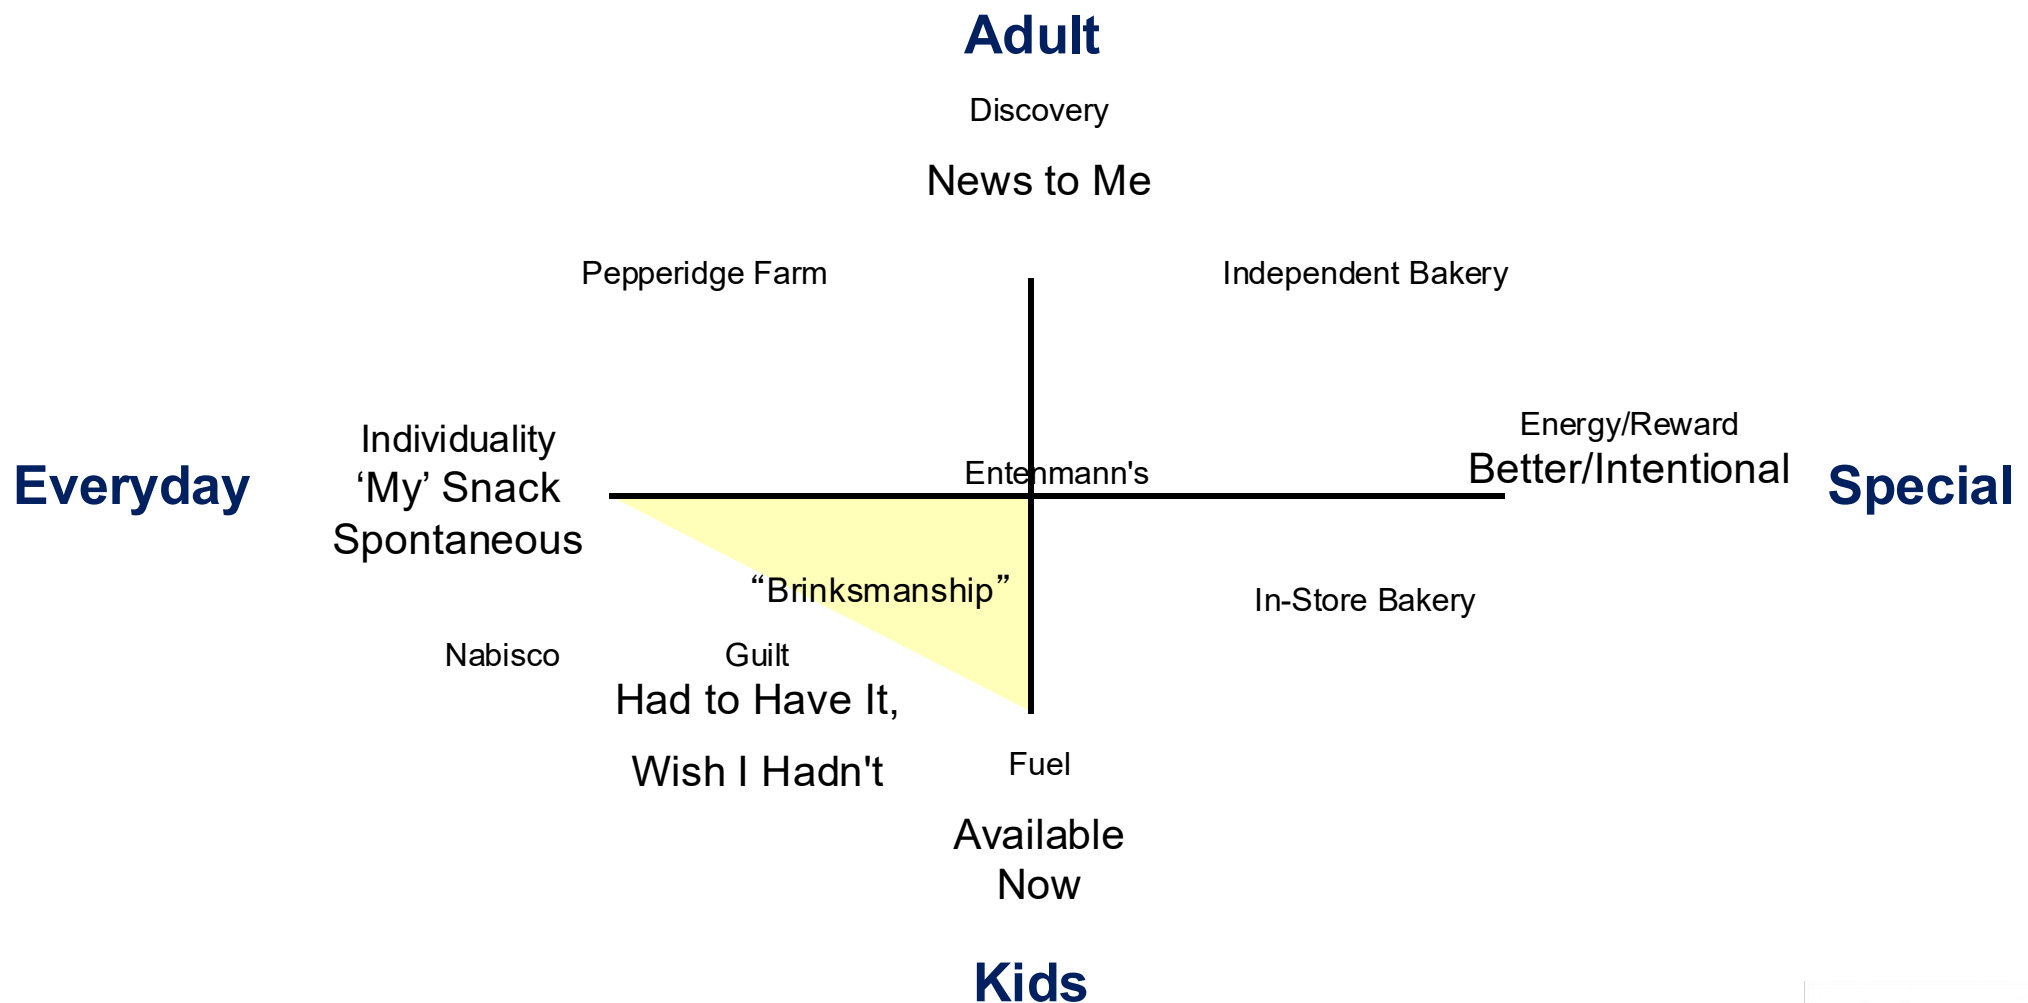 Adult
Discovery
News to Me
Pepperidge Farm
Independent Bakery
Individuality
‘My’ Snack
Spontaneous
Everyday
Entenmann's
Energy/Reward
Better/Intentional
Special
“Brinksmanship”
In-Store Bakery
Nabisco
Guilt
Had to Have It,
Wish I Hadn't
Fuel
Available
Now
Kids